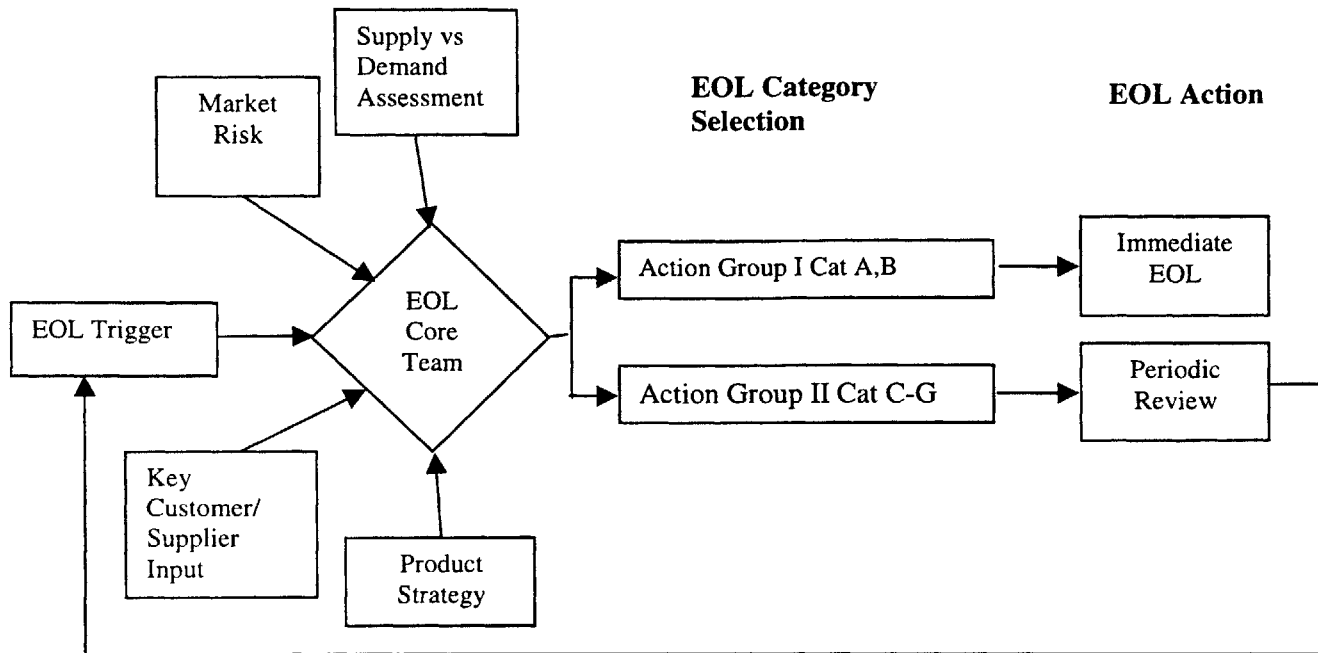 Supply vs
Demand
Assessment
Market
Risk
EOL Category
Selection
EOL Action
EOL Trigger
EOL
Core
Team
Action Group I Cat A,B
Immediate
EOL
Action Group II Cat C-G
Periodic
Review
Key
Customer/
Supplier
Input
Product
Strategy